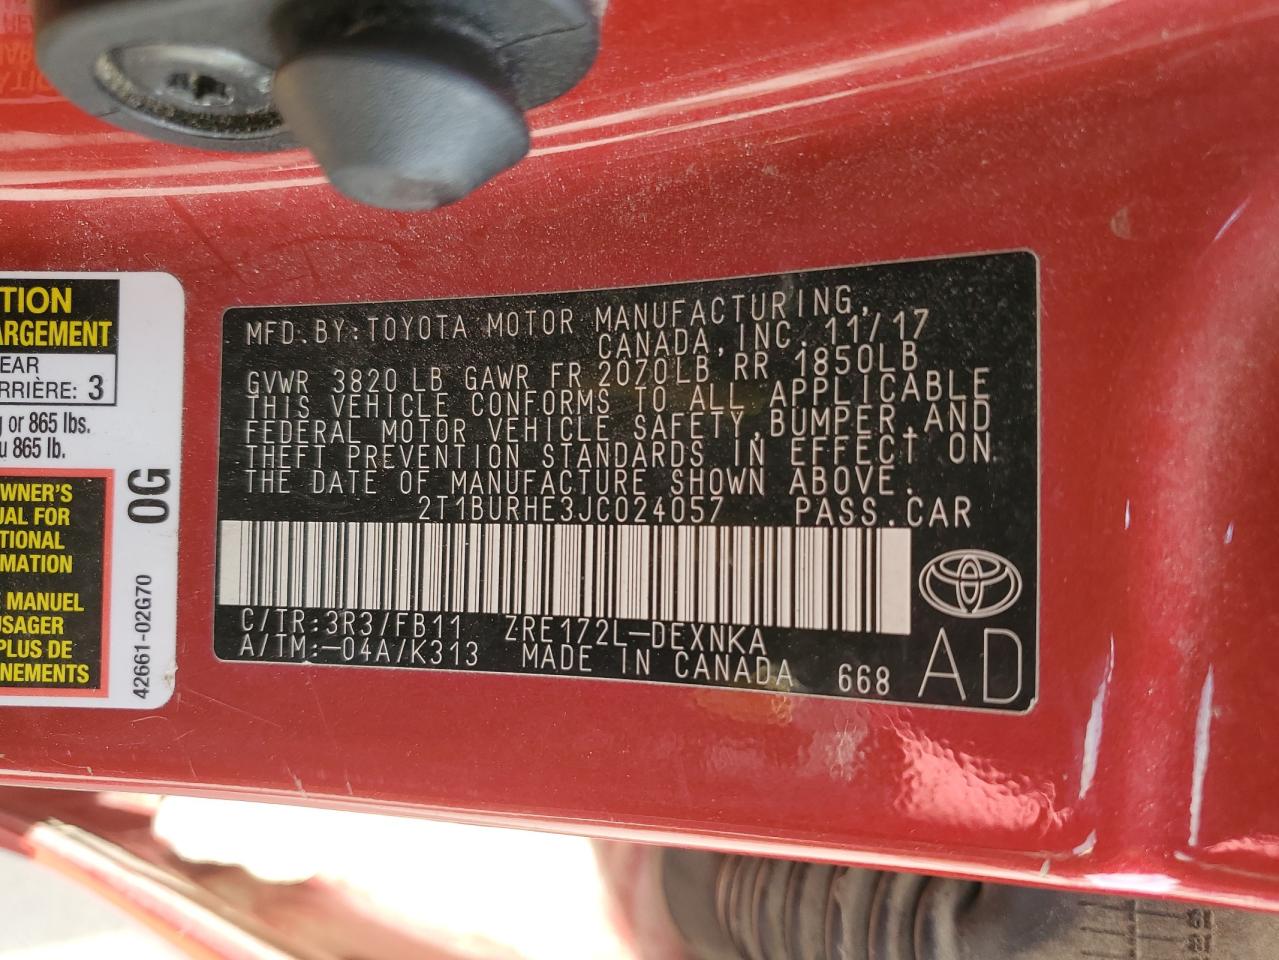 TION
ARGEMENT
EAR
RRIÈRE: 3
or 865 lbs.
865 lb.
WNER'S
UAL FOR
TIONAL
MATION
MANUEL
SAGER
PLUS DE
NEMENTS
0G
42661-02G70
MFD. BY: TOYOTA MOTOR MANUFACTURING,
CANADA, INC. 11/17
GVWR 3820 LB GAWR FR 2070LB, RR 1850LB
THIS VEHICLE CONFORMS TO ALL APPLICABLE
FEDERAL MOTOR VEHICLE SAFETY, BUMPER, AND
THEFT PREVENTION STANDARDS IN EFFECT ON
THE DATE OF MANUFACTURE SHOWN ABOVE.
2T1BURHE3JC024057 PASS.CAR
C/TR:3R3/FB11 ZRE172L-DEXNKA
A/TM:-04A/K313 MADE IN CANADA 668 AD